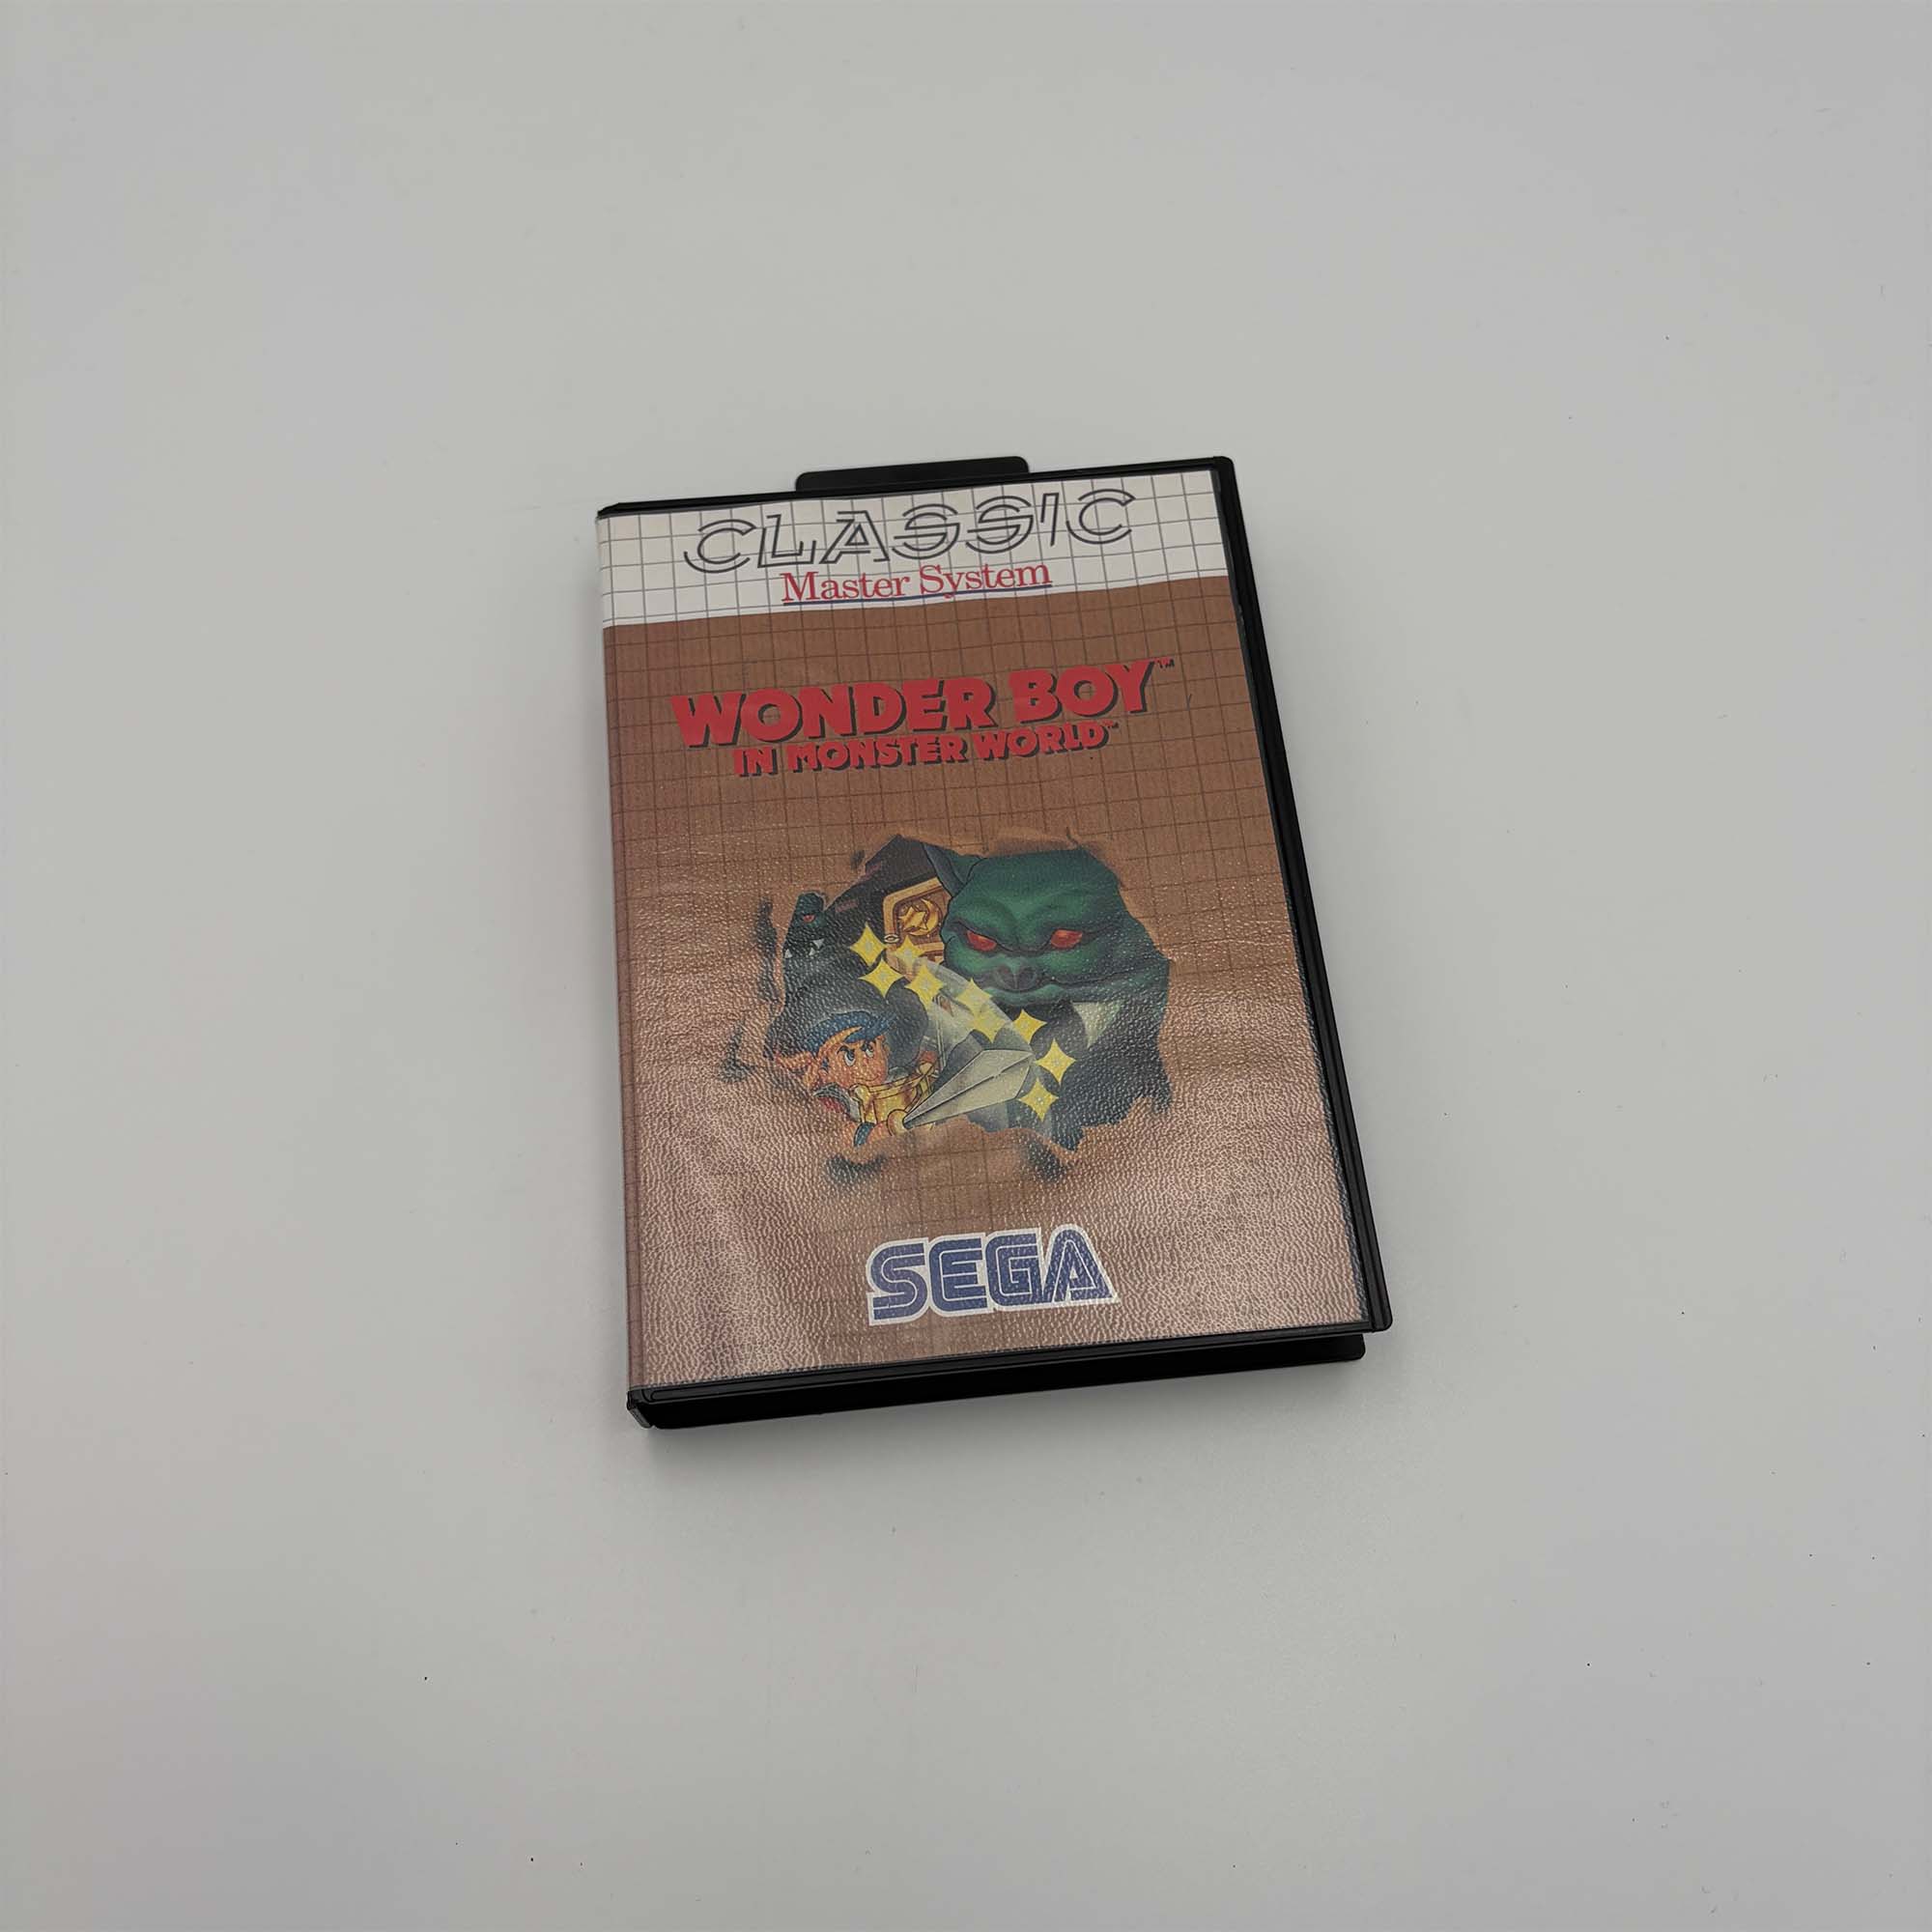 CLASSIC
Master System
WONDER BOY™
IN MONSTER WORLD™
SEGA